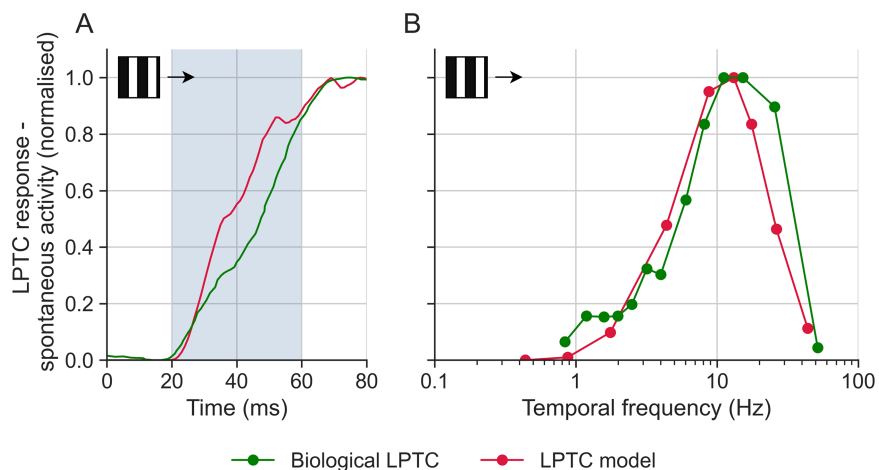 A
B
LPTC response -
spontaneous activity (normalised)
1.0
0.8
0.6
0.4
0.2
0.0
0 20 40 60 80
Time (ms)
0.1 1 10 100
Temporal frequency (Hz)
Biological LPTC
LPTC model